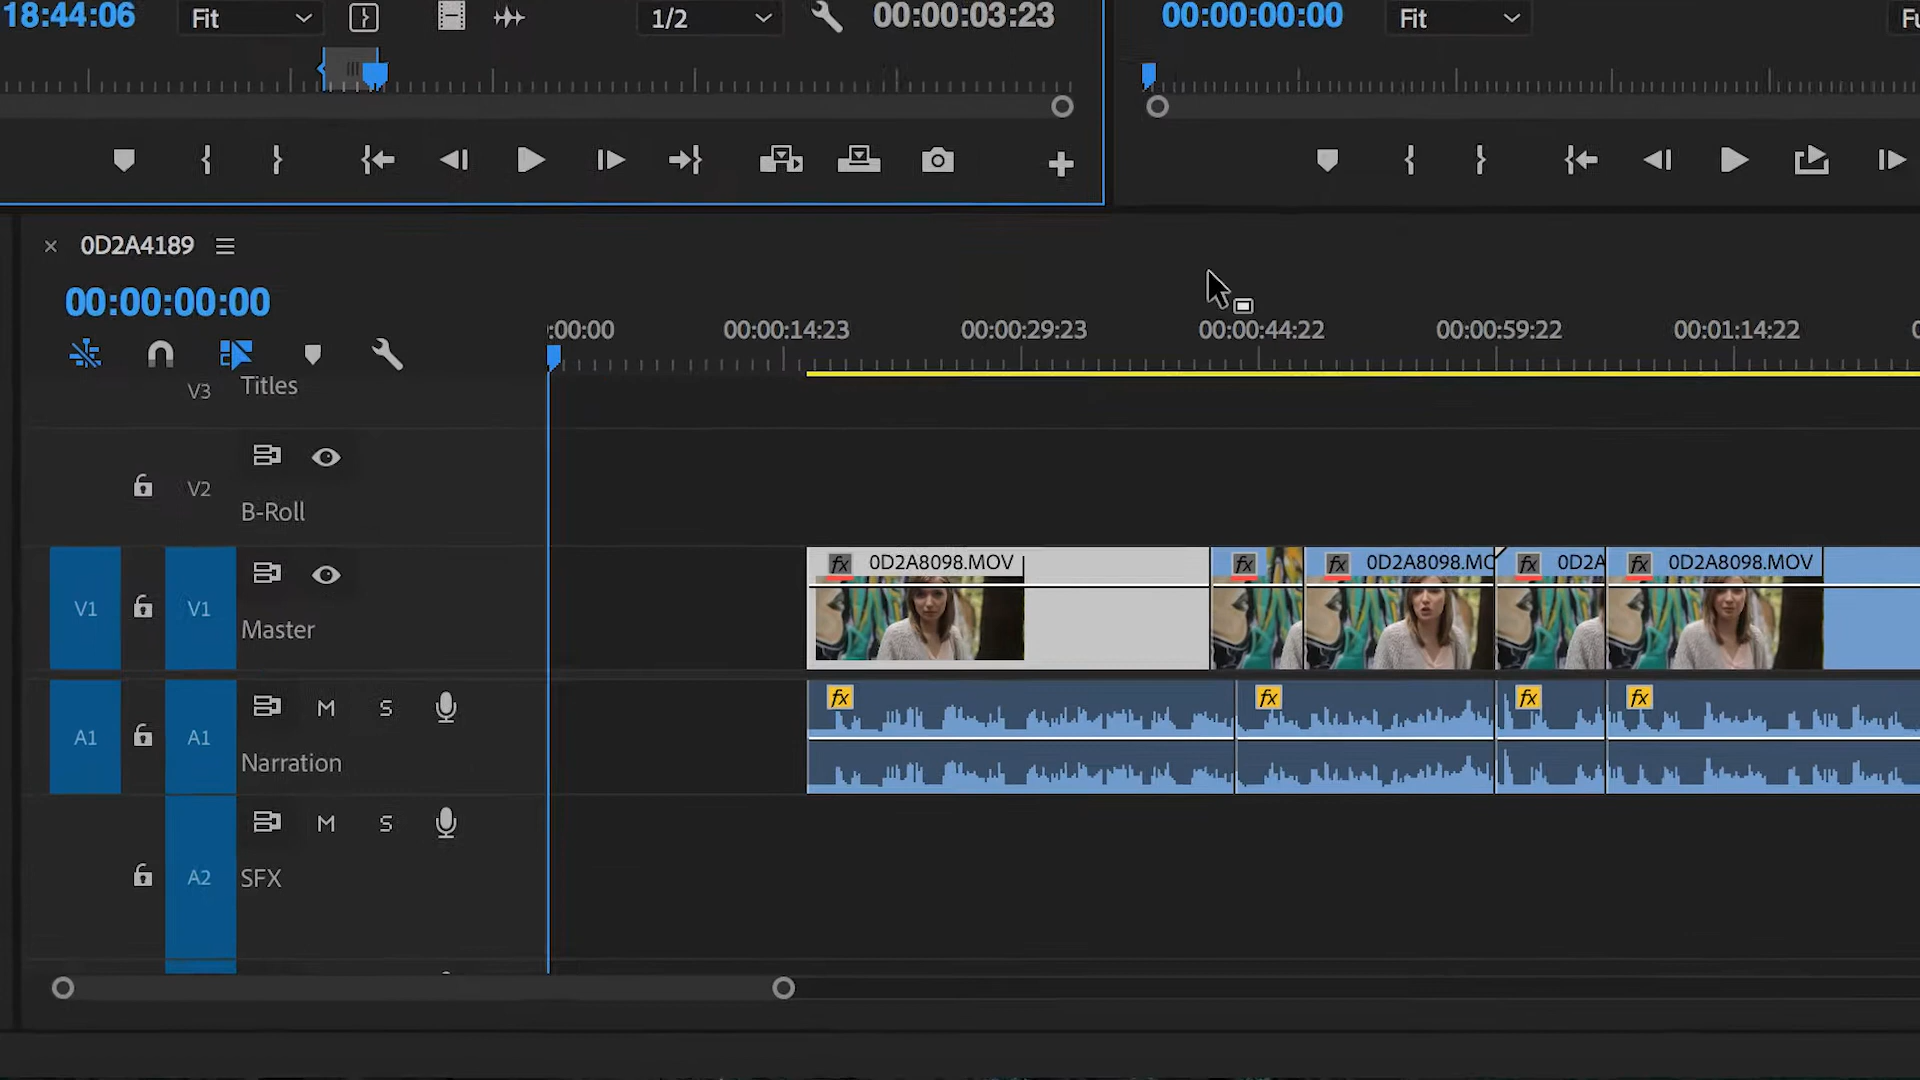 18:44:06 Fit 1/2 00:00:03:23 00:00:00:00 Fit
0D2A4189
00:00:00:00
:00:00 00:00:14:23 00:00:29:23 00:00:44:22 00:00:59:22 00:01:14:22
V3 Titles
V2
B-Roll
fx 0D2A8098.MOV fx fx 0D2A8098.MO fx 0D2A fx 0D2A8098.MOV
V1 V1
Master
M S fx fx fx fx
A1 A1
Narration
M S
A2 SFX